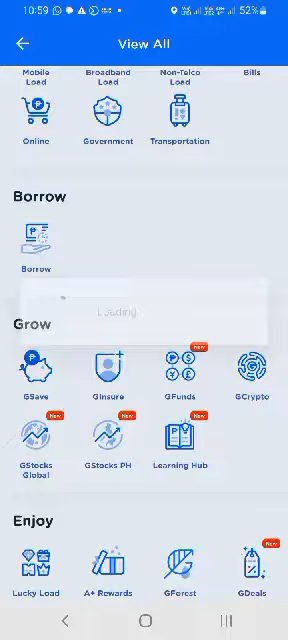 10:59
52%
View All
Mobile Load
Broadband Load
Non-Telco Load
Bills
Online
Government
Transportation
Borrow
Borrow
Loading
Grow
New
GSave
GInsure
GFunds
GCrypto
New
New
New
GStocks Global
GStocks PH
Learning Hub
Enjoy
New
Lucky Load
A+ Rewards
GForest
GDeals